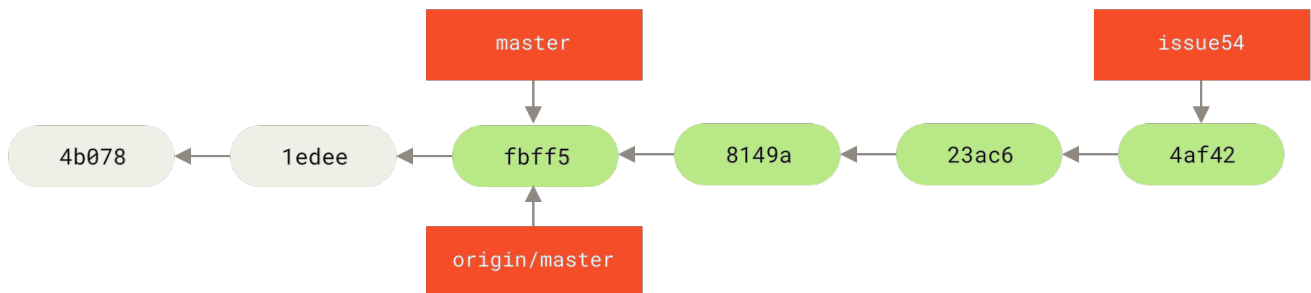 master
issue54
4b078
1edee
fbff5
8149a
23ac6
4af42
origin/master